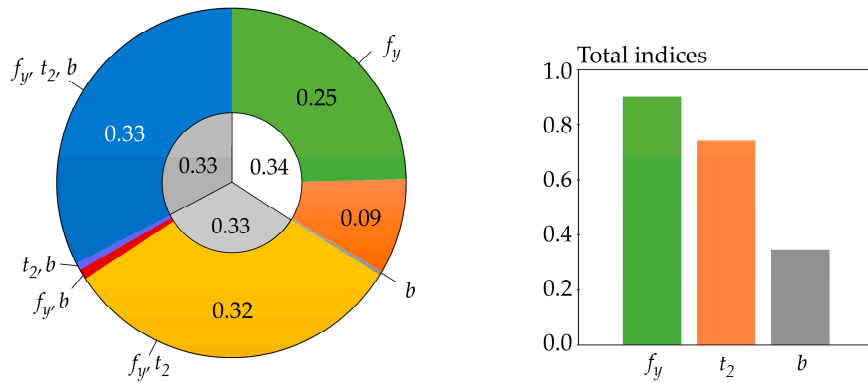 f_y
f_y, t_2, b
0.25
0.33
0.33
0.34
0.33
0.09
t_2, b
f_y, b
b
0.32
f_y, t_2
Total indices
1.0
0.8
0.6
0.4
0.2
0.0
f_y t_2 b